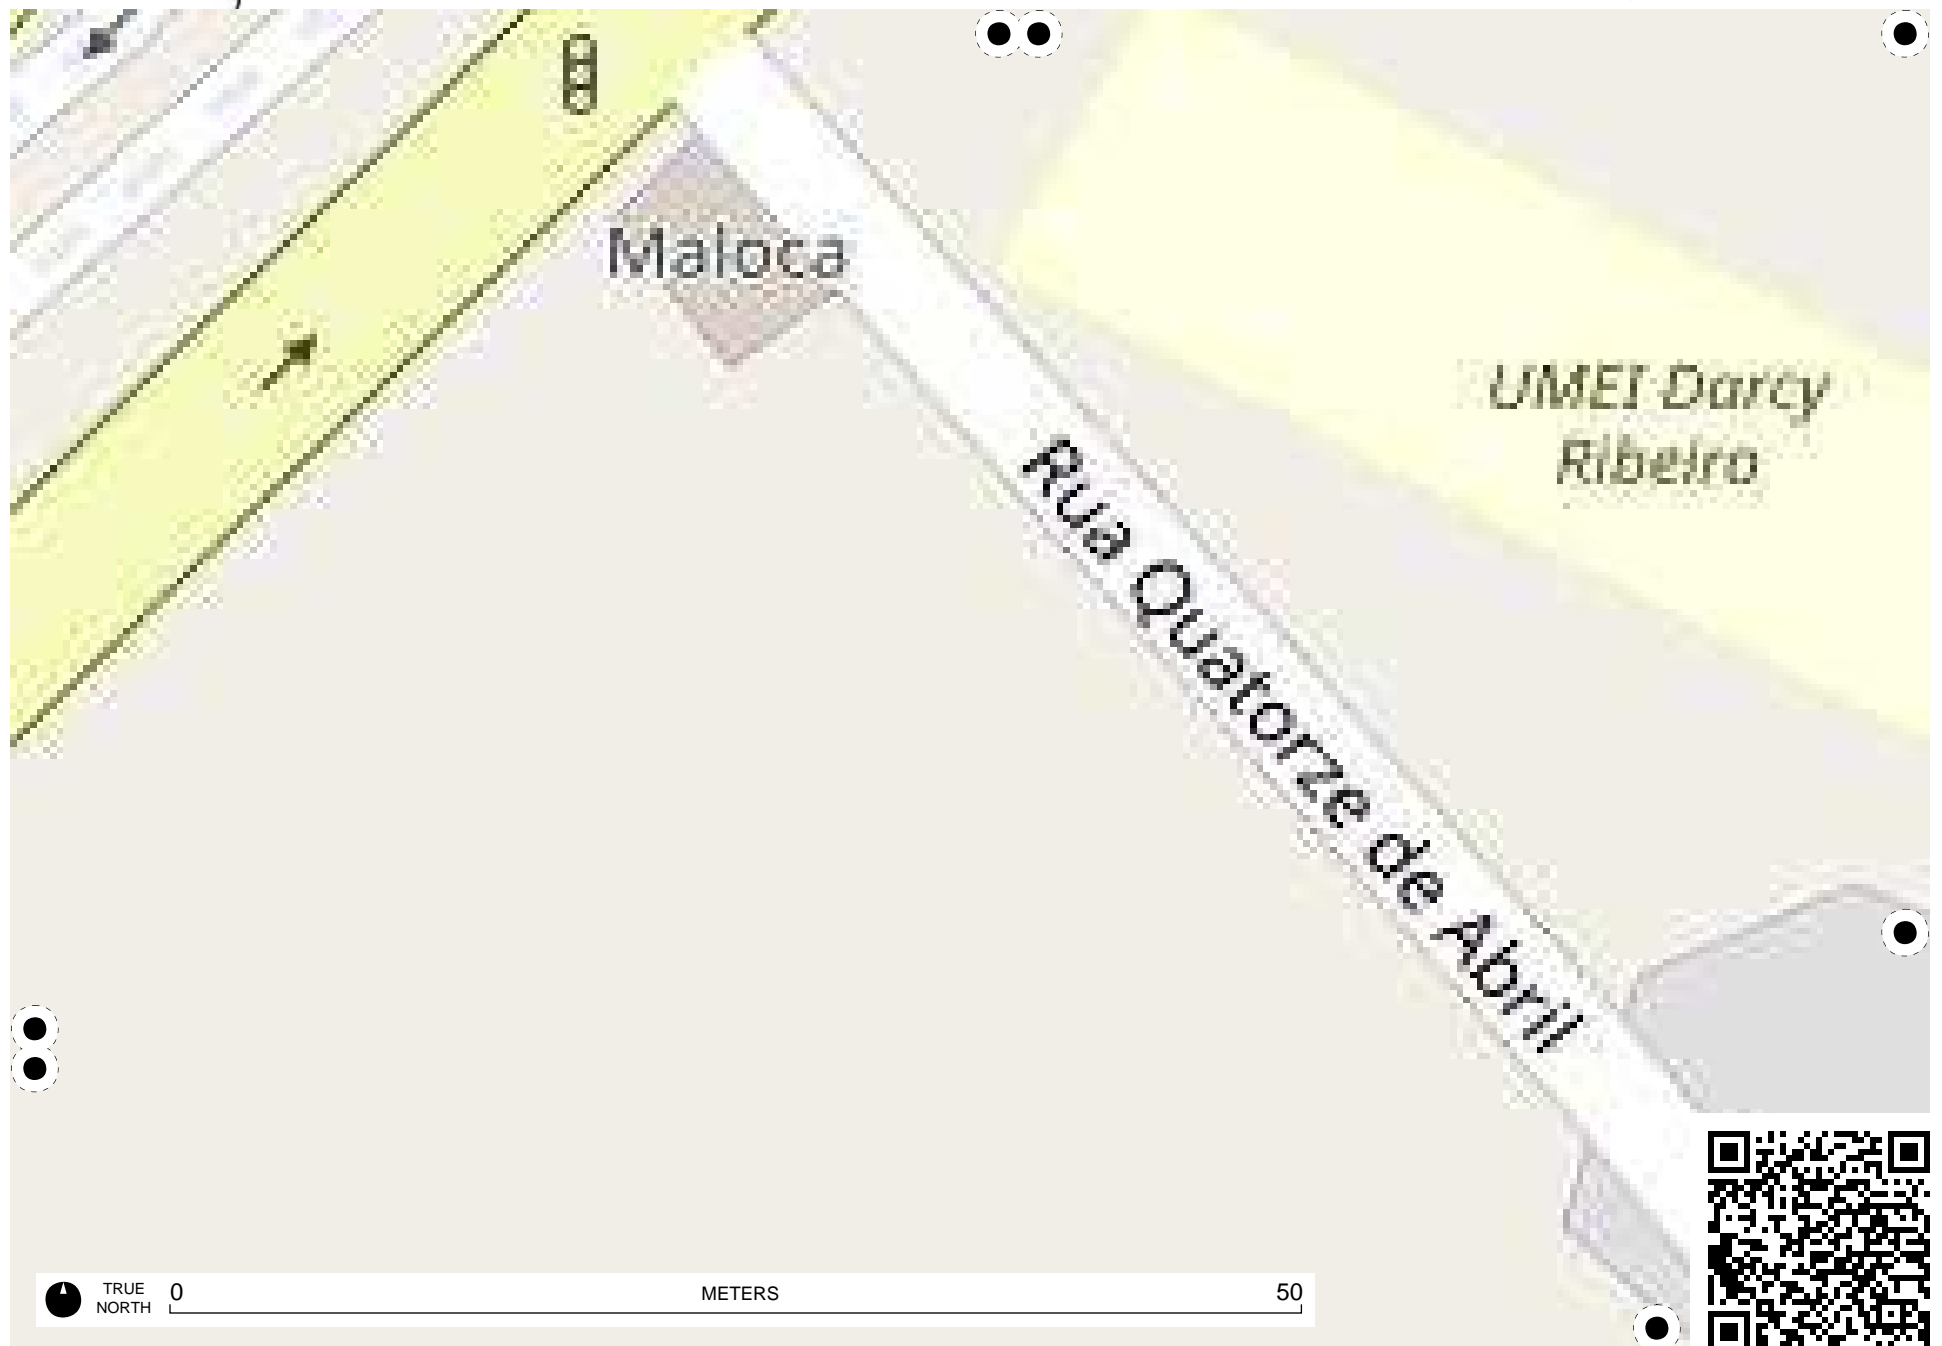 Maloca
UMEI Darcy
Ribeiro
Rua Quatorze de Abril
TRUE
NORTH
0
METERS
50